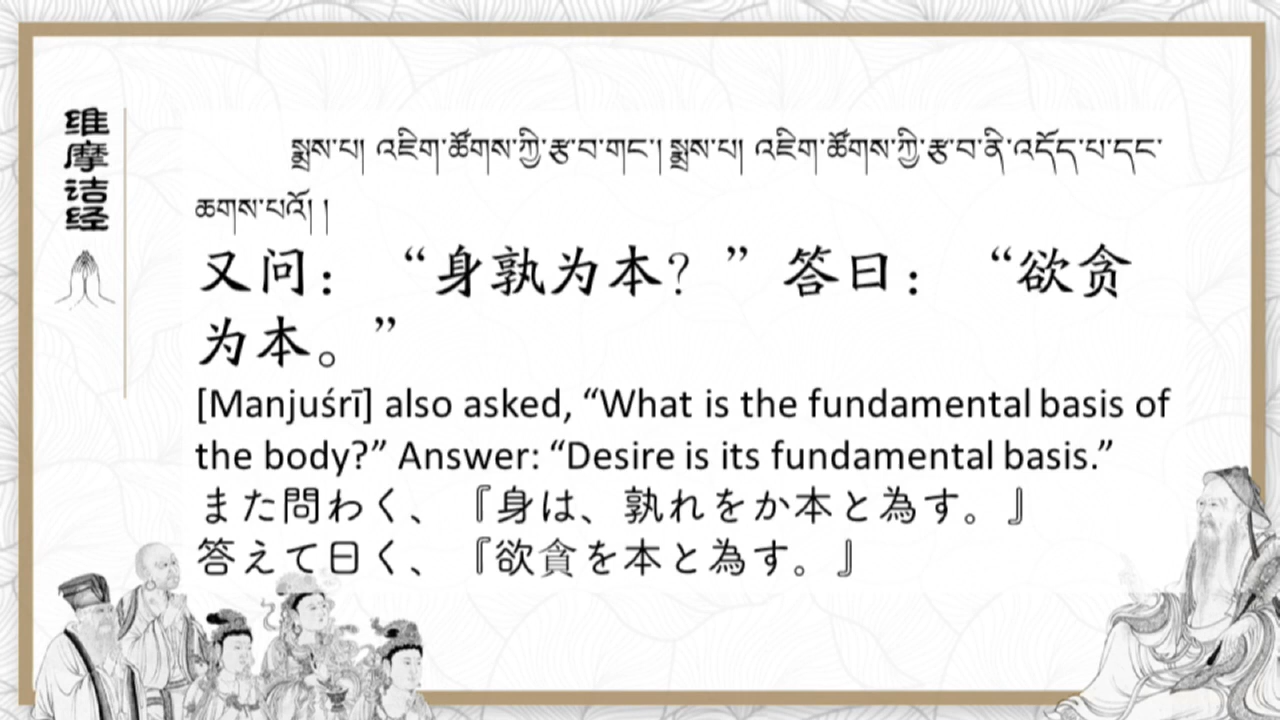 维摩诘经
སྨྲས་པ། འཇིག་ཚོགས་ཀྱི་རྩ་བ་གང་། སྨྲས་པ། འཇིག་ཚོགས་ཀྱི་རྩ་བ་ནི་འདོད་པ་དང་
ཆགས་པའོ། །
又问：“身孰为本？”答曰：“欲贪
为本。”
[Manjuśrī] also asked, “What is the fundamental basis of
the body?” Answer: “Desire is its fundamental basis.”
また問わく、『身は、孰れをか本と為す。』
答えて曰く、『欲貪を本と為す。』